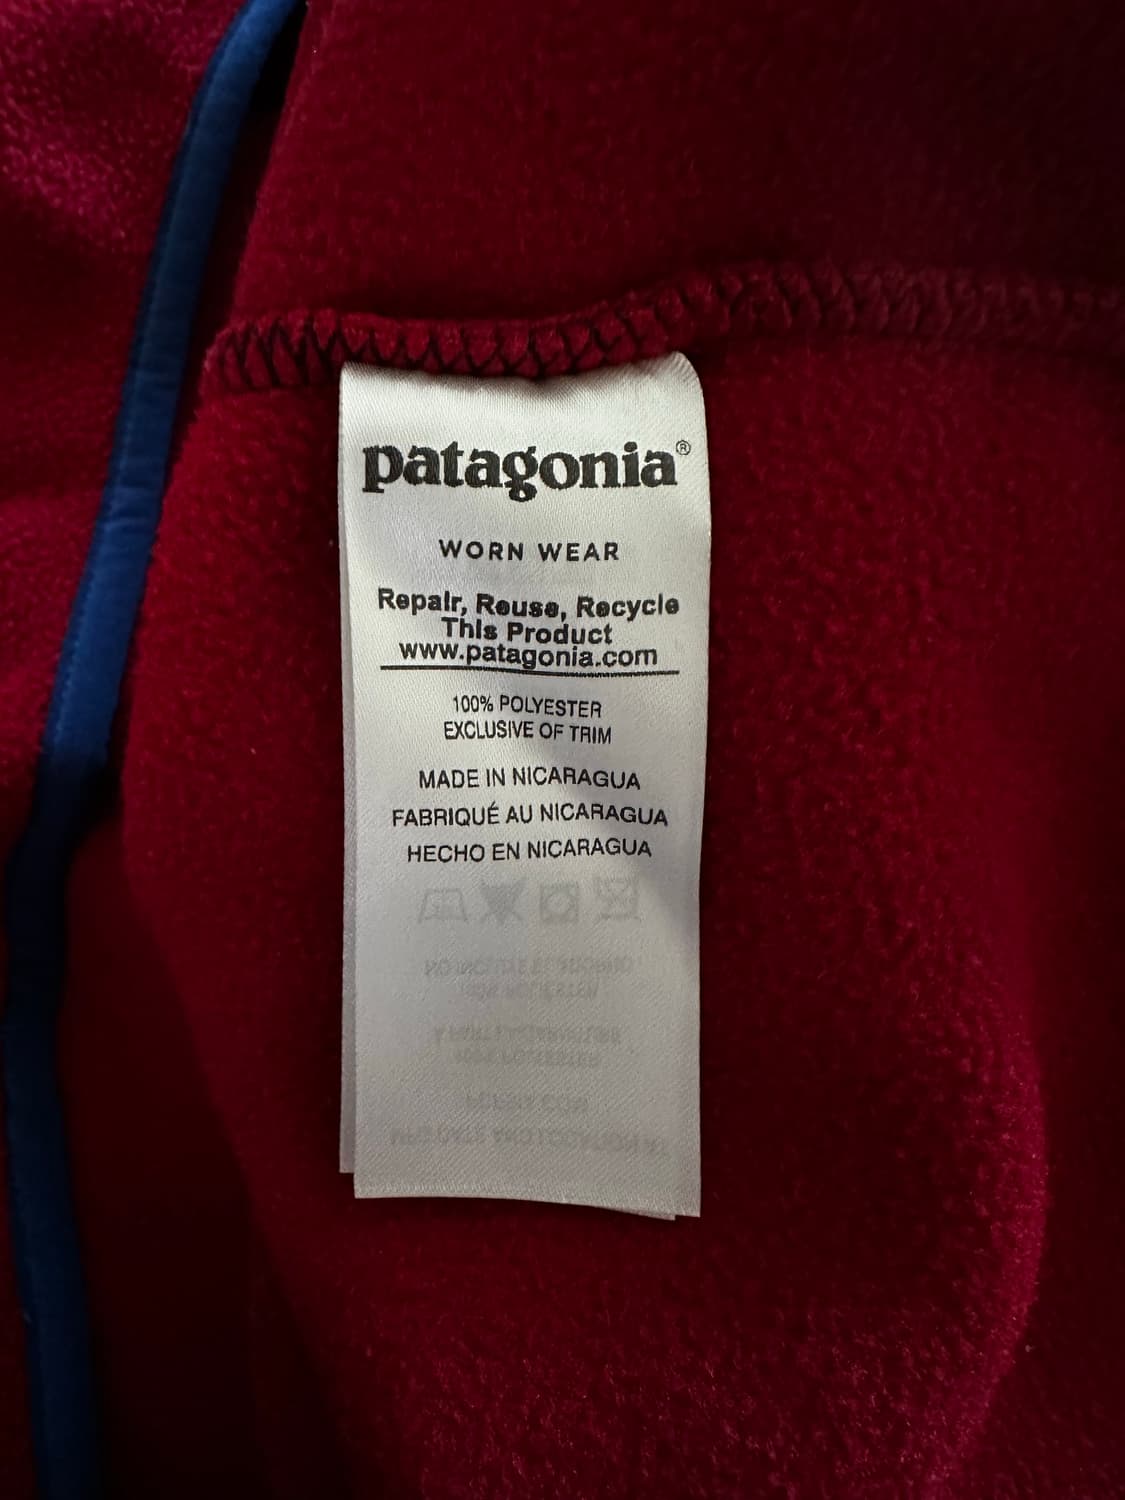 patagonia®
WORN WEAR
Repair, Reuse, Recycle
This Product
www.patagonia.com
100% POLYESTER
EXCLUSIVE OF TRIM
MADE IN NICARAGUA
FABRIQUÉ AU NICARAGUA
HECHO EN NICARAGUA